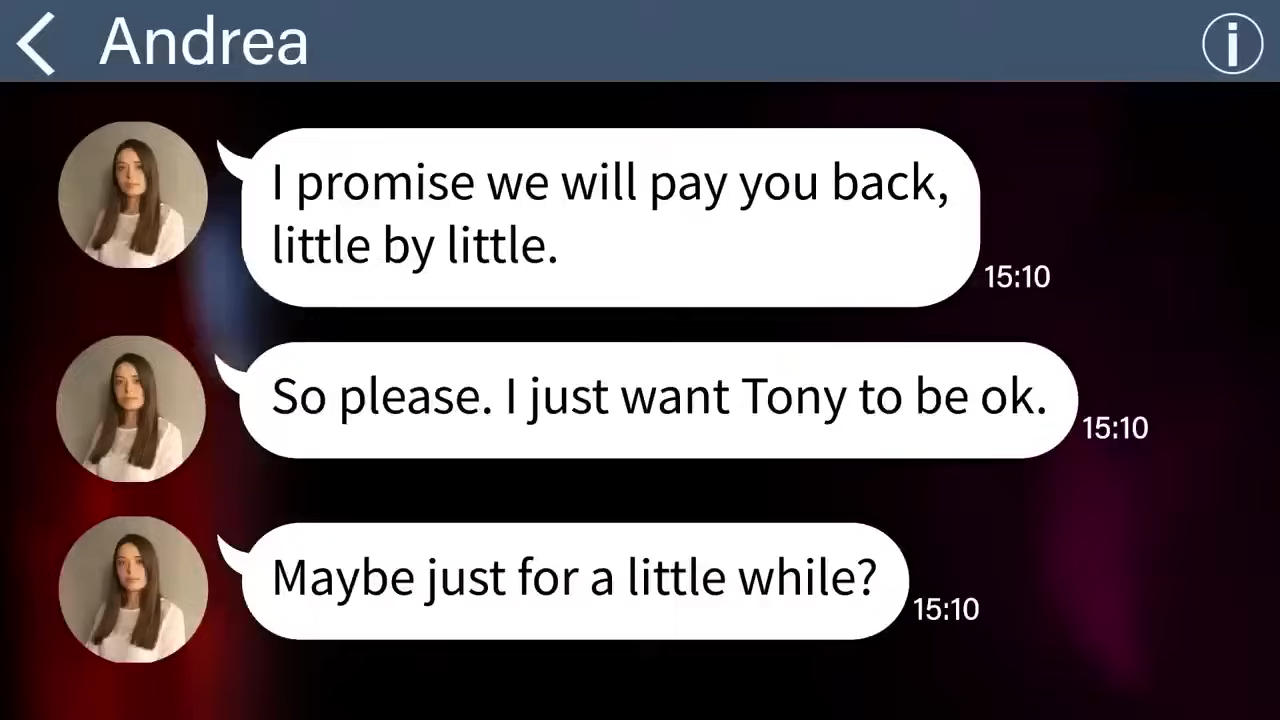 Andrea
I promise we will pay you back,
little by little.
15:10
So please. I just want Tony to be ok.
15:10
Maybe just for a little while?
15:10